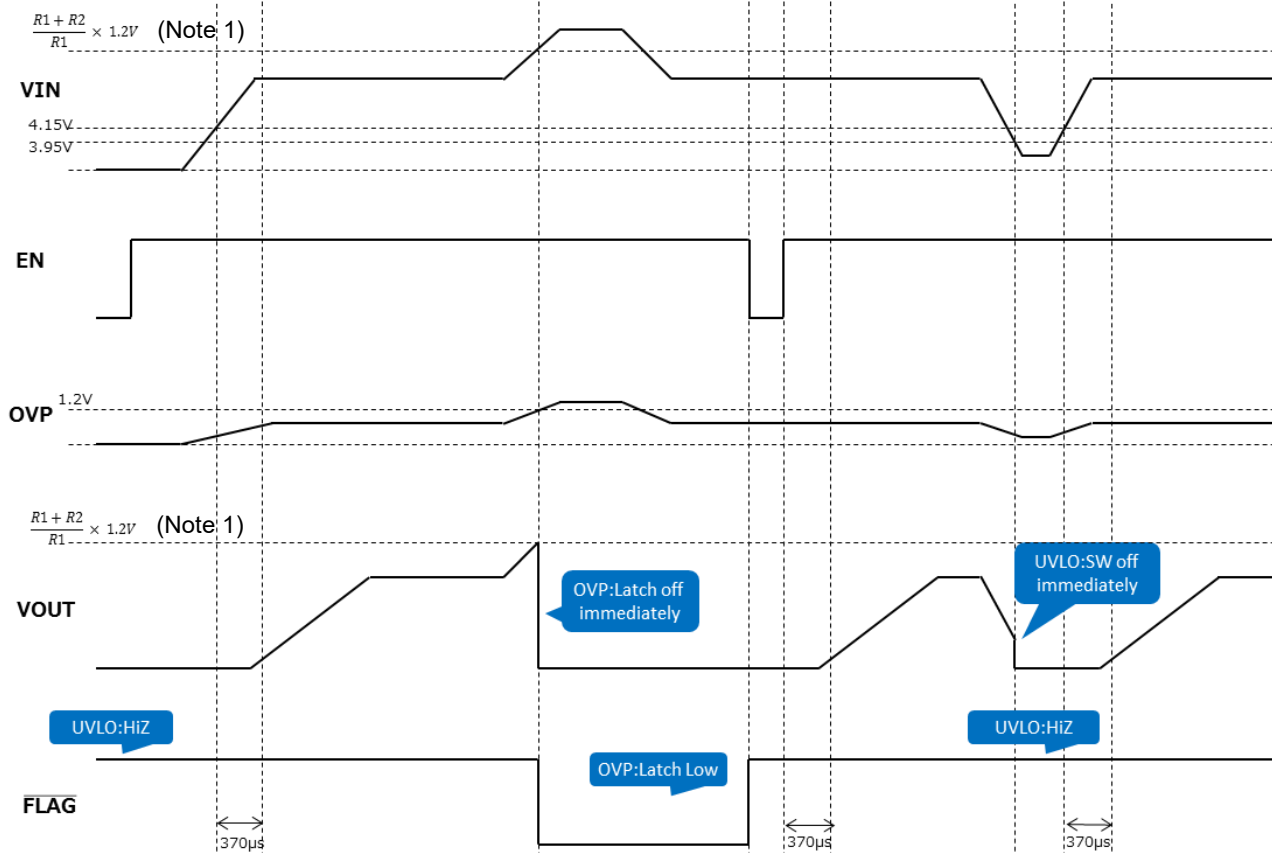 R1 + R2
R1
× 1.2V
(Note 1)
VIN
4.15V
3.95V
EN
OVP
1.2V
R1 + R2
R1
× 1.2V
(Note 1)
VOUT
OVP:Latch off
immediately
UVLO:SW off
immediately
UVLO:HiZ
UVLO:HiZ
OVP:Latch Low
FLAG
370μs
370μs
370μs